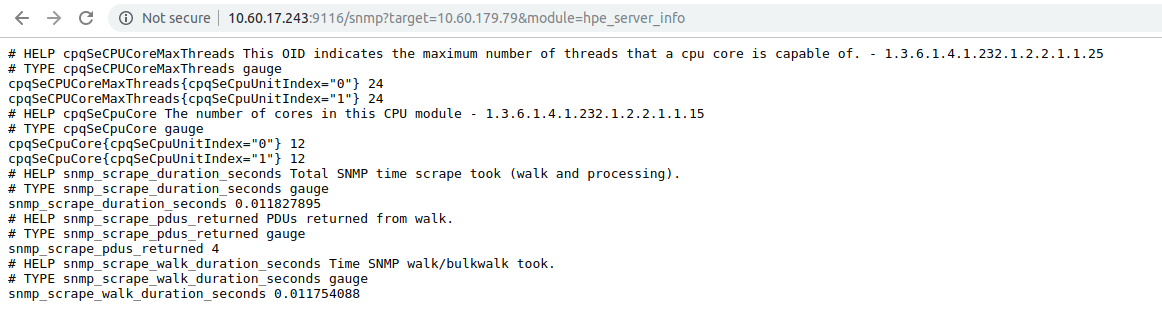 Not secure | 10.60.17.243:9116/snmp?target=10.60.179.79&module=hpe_server_info
# HELP cpqSeCPUCoreMaxThreads This OID indicates the maximum number of threads that a cpu core is capable of. - 1.3.6.1.4.1.232.1.2.2.1.1.25
# TYPE cpqSeCPUCoreMaxThreads gauge
cpqSeCPUCoreMaxThreads{cpqSeCpuUnitIndex="0"} 24
cpqSeCPUCoreMaxThreads{cpqSeCpuUnitIndex="1"} 24
# HELP cpqSeCpuCore The number of cores in this CPU module - 1.3.6.1.4.1.232.1.2.2.1.1.15
# TYPE cpqSeCpuCore gauge
cpqSeCpuCore{cpqSeCpuUnitIndex="0"} 12
cpqSeCpuCore{cpqSeCpuUnitIndex="1"} 12
# HELP snmp_scrape_duration_seconds Total SNMP time scrape took (walk and processing).
# TYPE snmp_scrape_duration_seconds gauge
snmp_scrape_duration_seconds 0.011827895
# HELP snmp_scrape_pdus_returned PDUs returned from walk.
# TYPE snmp_scrape_pdus_returned gauge
snmp_scrape_pdus_returned 4
# HELP snmp_scrape_walk_duration_seconds Time SNMP walk/bulkwalk took.
# TYPE snmp_scrape_walk_duration_seconds gauge
snmp_scrape_walk_duration_seconds 0.011754088